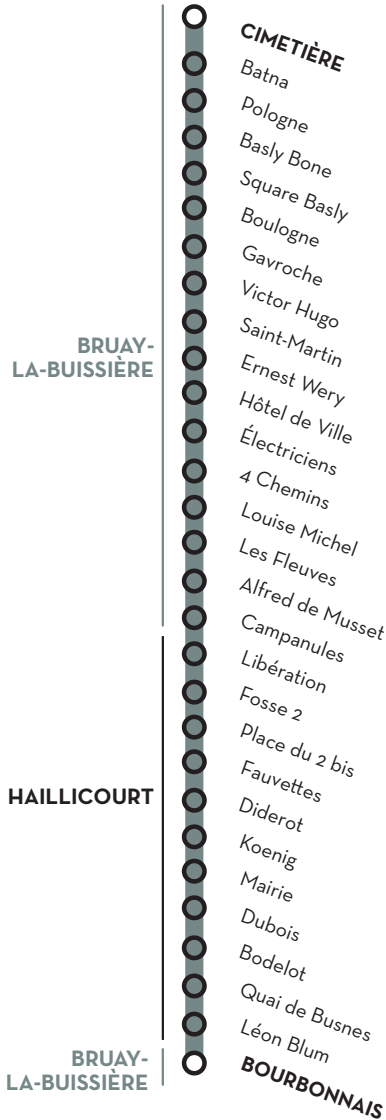 CIMETIÈRE
Batna
Pologne
Basly Bone
Square Basly
Boulogne
Gavroche
Victor Hugo
Saint-Martin
BRUAY-
LA-BUISSIÈRE
Ernest Wery
Hôtel de Ville
Électriciens
4 Chemins
Louise Michel
Les Fleuves
Alfred de Musset
Campanules
Libération
Fosse 2
Place du 2 bis
Fauvettes
HAILLICOURT
Diderot
Koenig
Mairie
Dubois
Bodelot
Quai de Busnes
Léon Blum
BRUAY-
LA-BUISSIÈRE
BOURBONNAIS